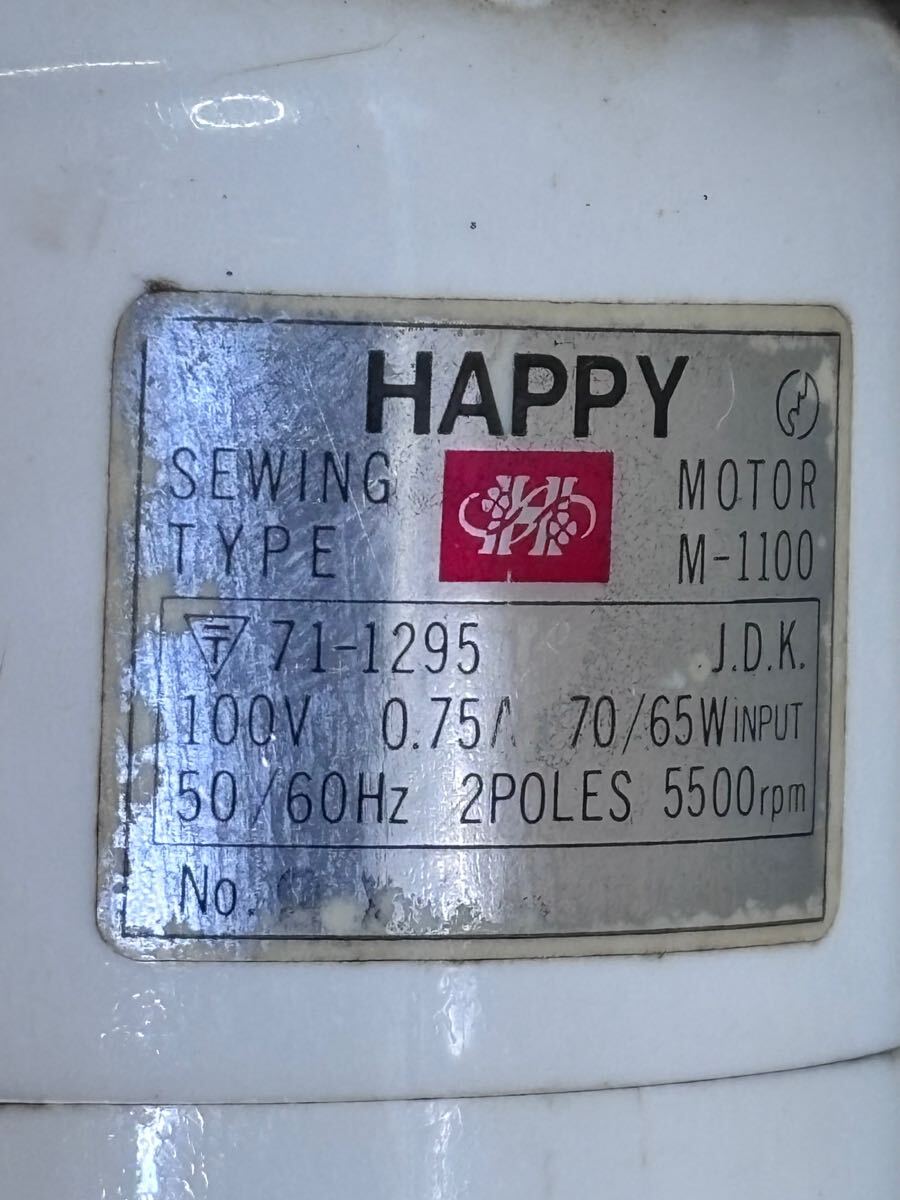 HAPPY
SEWING MOTOR
TYPE M-1100
T 71-1295 J.D.K.
100V 0.75A 70/65W INPUT
50/60Hz 2POLES 5500rpm
No.